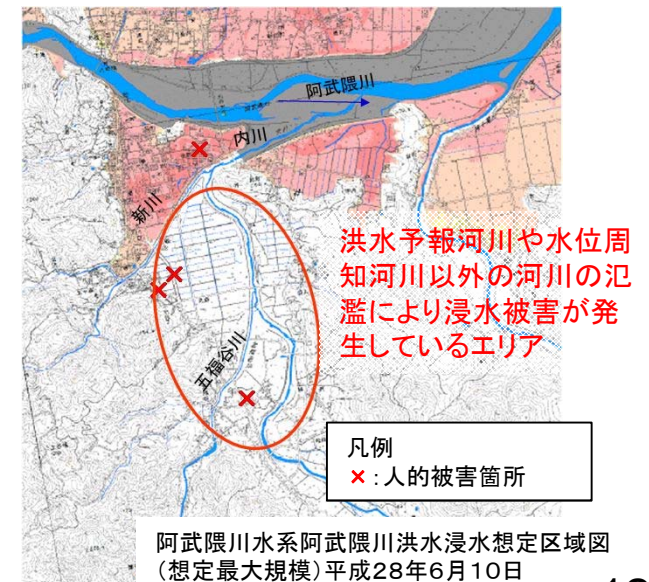 阿武隈川
内川
新川
洪水予報河川や水位周
知河川以外の河川の氾
濫により浸水被害が発
生しているエリア
五福谷川
凡例
×:人的被害箇所
阿武隈川水系阿武隈川洪水浸水想定区域図
(想定最大規模)平成28年6月10日